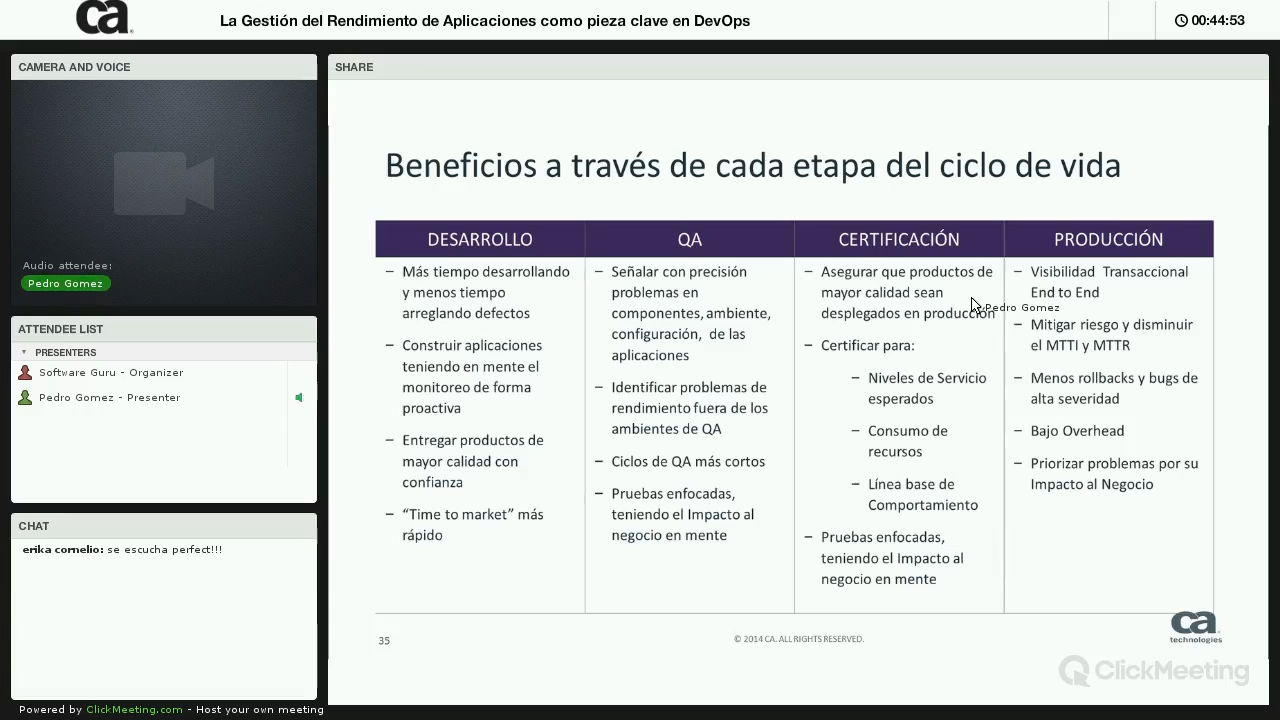 ca
La Gestión del Rendimiento de Aplicaciones como pieza clave en DevOps
00:44:53
CAMERA AND VOICE
Audio attendee:
Pedro Gomez
ATTENDEE LIST
PRESENTERS
Software Guru - Organizer
Pedro Gomez - Presenter
CHAT
erika cornelio: se escucha perfect!!!
Powered by ClickMeeting.com - Host your own meeting
SHARE
Beneficios a través de cada etapa del ciclo de vida
DESARROLLO
– Más tiempo desarrollando
y menos tiempo
arreglando defectos
– Construir aplicaciones
teniendo en mente el
monitoreo de forma
proactiva
– Entregar productos de
mayor calidad con
confianza
– “Time to market” más
rápido
QA
– Señalar con precisión
problemas en
componentes, ambiente,
configuración, de las
aplicaciones
– Identificar problemas de
rendimiento fuera de los
ambientes de QA
– Ciclos de QA más cortos
– Pruebas enfocadas,
teniendo el Impacto al
negocio en mente
CERTIFICACIÓN
– Asegurar que productos de
mayor calidad sean
desplegados en producción
– Certificar para:
– Niveles de Servicio
esperados
– Consumo de
recursos
– Línea base de
Comportamiento
– Pruebas enfocadas,
teniendo el Impacto al
negocio en mente
Pedro Gomez
PRODUCCIÓN
– Visibilidad Transaccional
End to End
– Mitigar riesgo y disminuir
el MTTI y MTTR
– Menos rollbacks y bugs de
alta severidad
– Bajo Overhead
– Priorizar problemas por su
Impacto al Negocio
35
© 2014 CA. ALL RIGHTS RESERVED.
ca
technologies
ClickMeeting